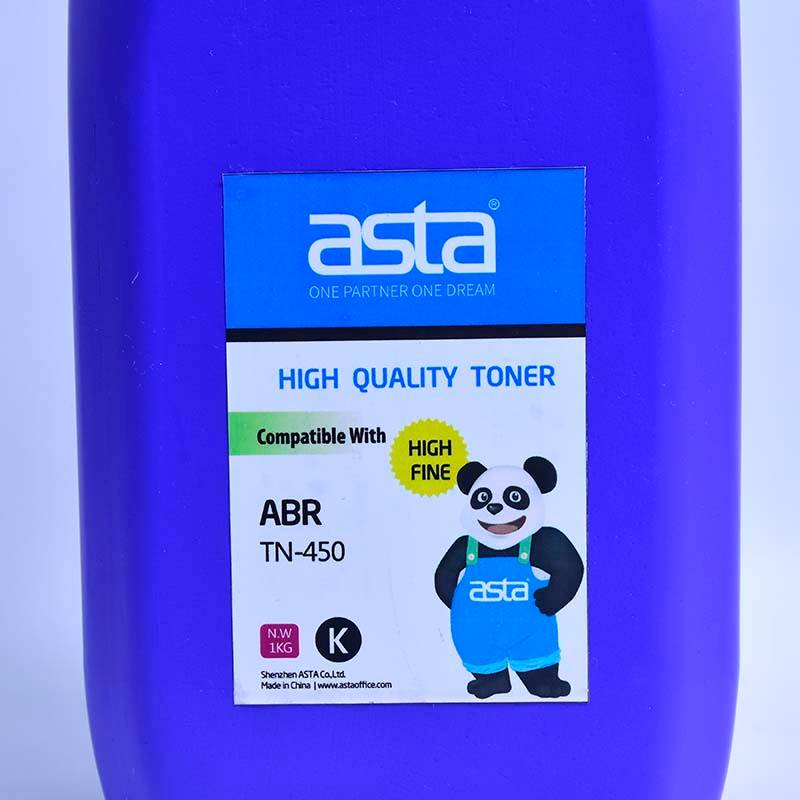 asta®
ONE PARTNER ONE DREAM
HIGH QUALITY TONER
Compatible With
HIGH
FINE
ABR
TN-450
asta
N.W
1KG
K
Shenzhen ASTA Co.,Ltd.
Made in China | www.astaoffice.com